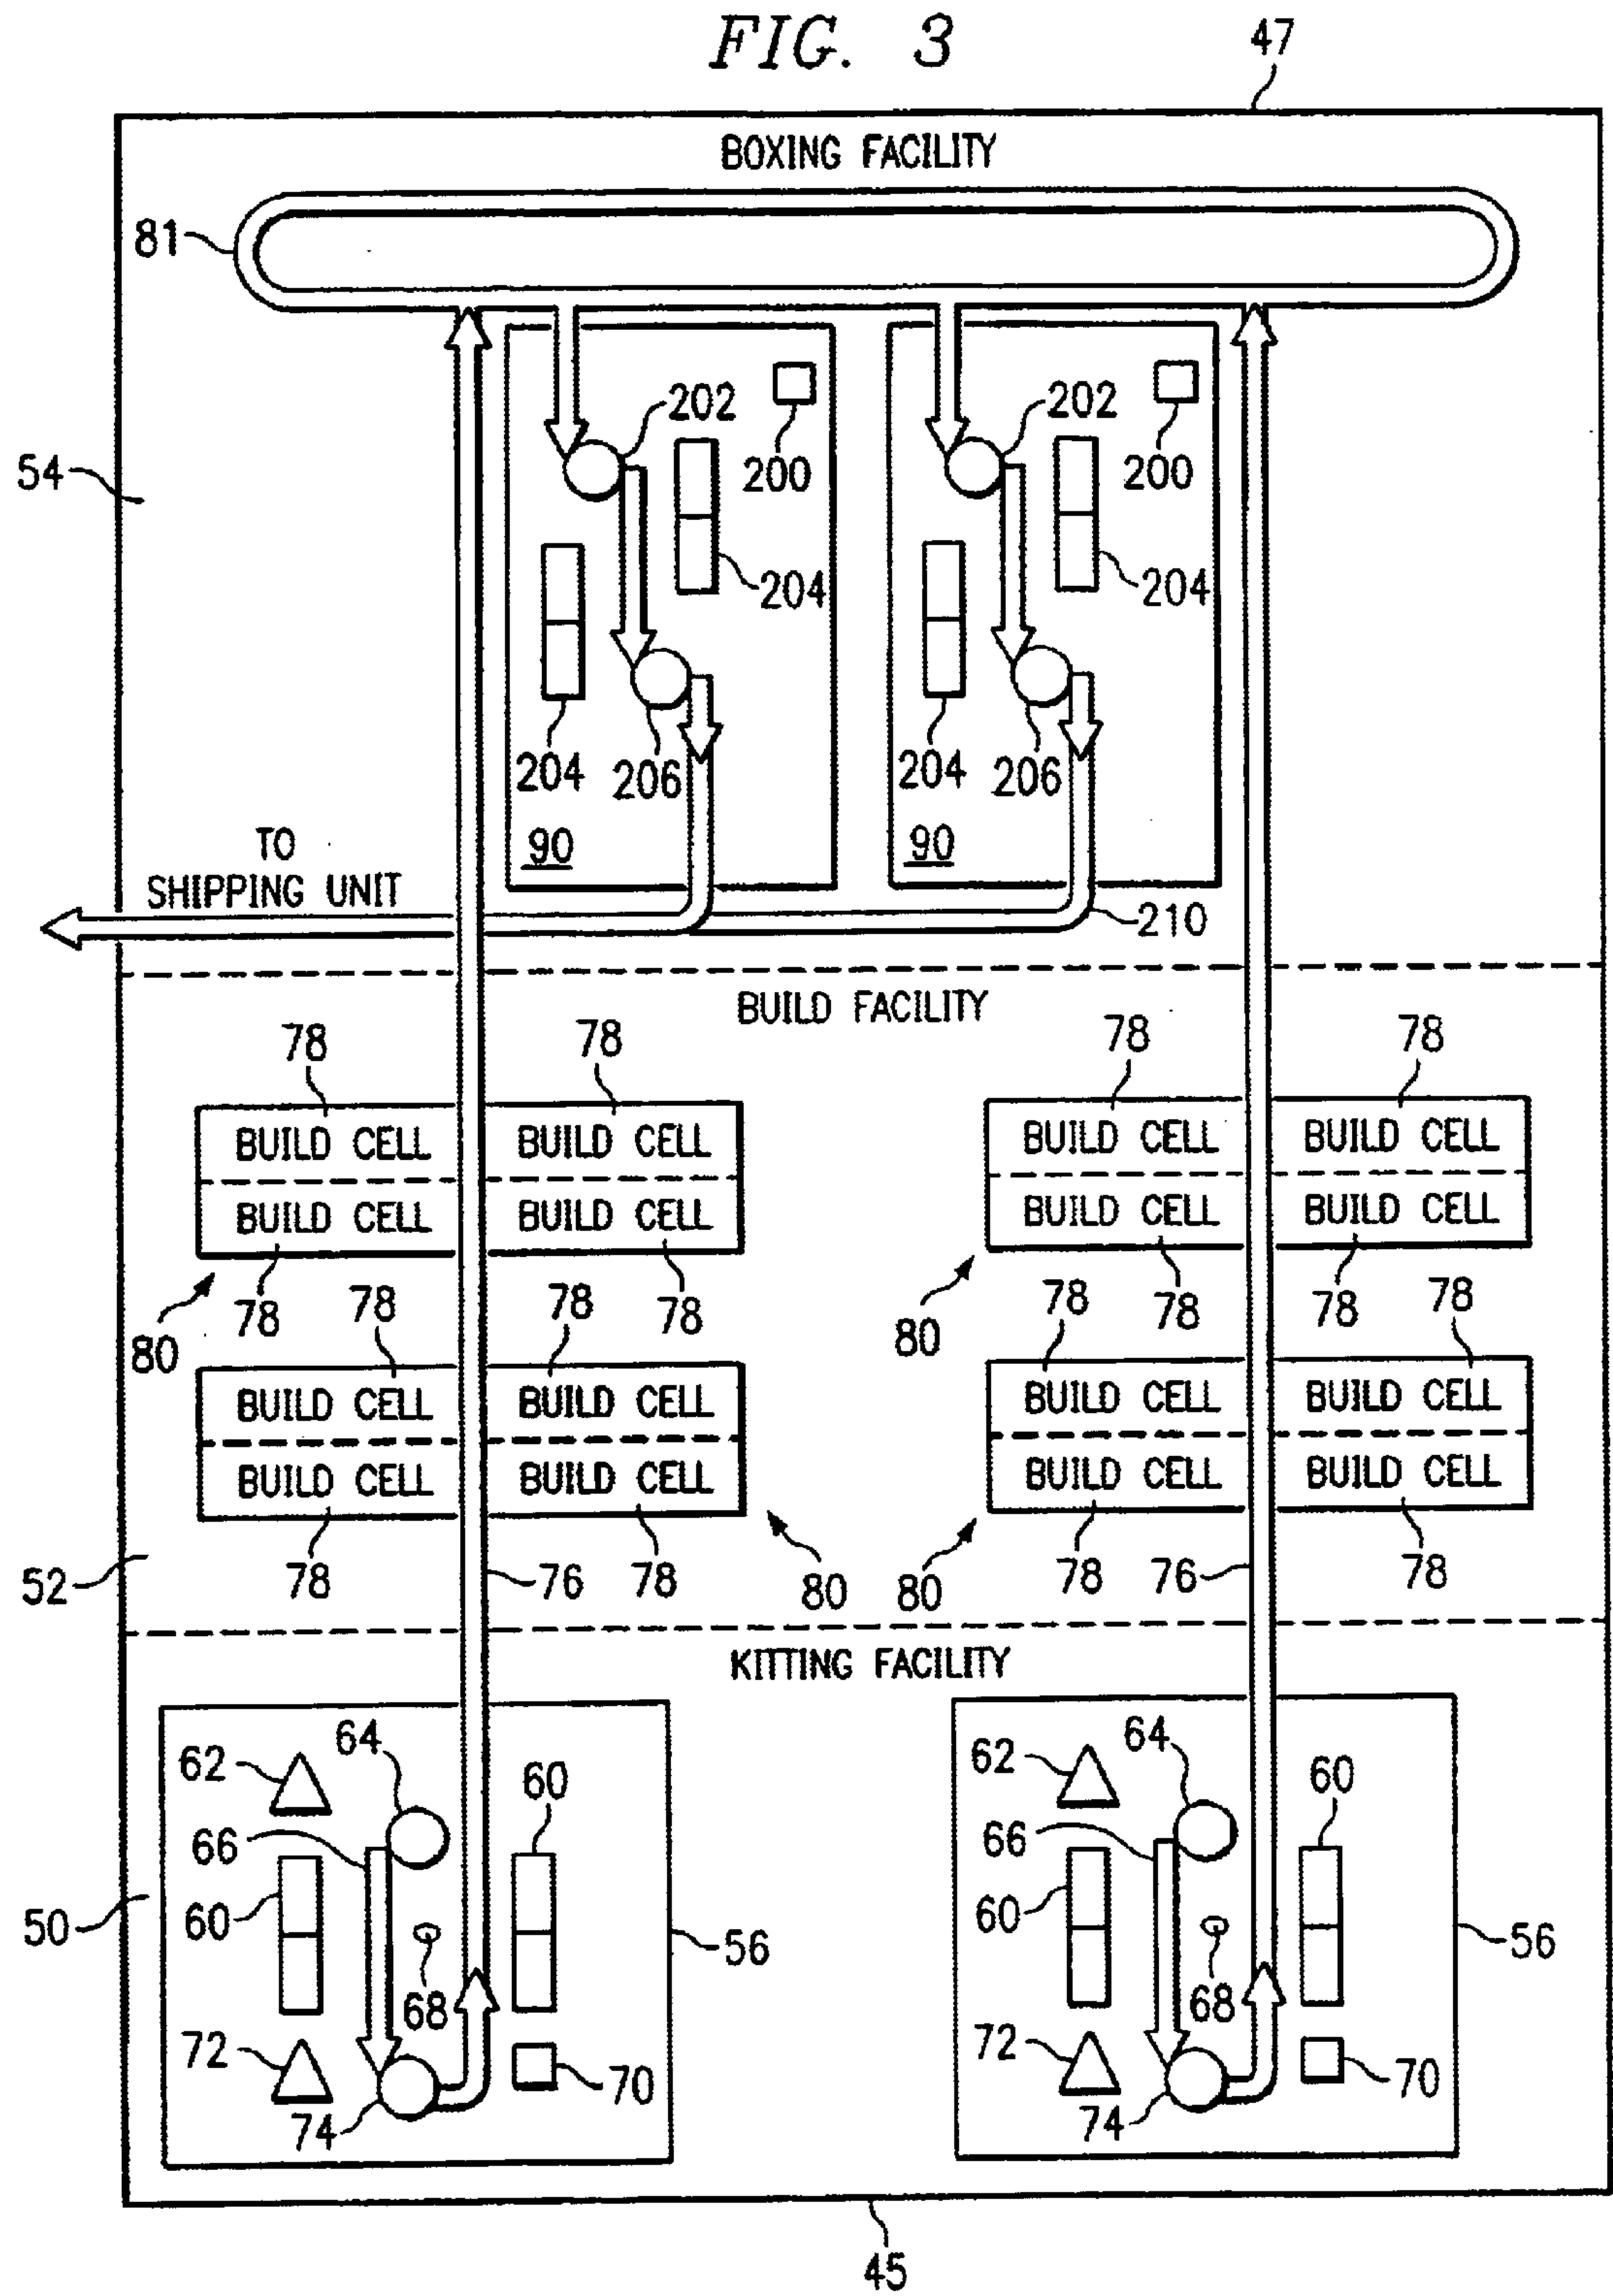 FIG. 3
47
BOXING FACILITY
81
202
202
54
200
200
204
204
204
206
204
206
90
90
TO
SHIPPING UNIT
210
BUILD FACILITY
78
78
78
78
BUILD CELL
BUILD CELL
BUILD CELL
BUILD CELL
BUILD CELL
BUILD CELL
BUILD CELL
BUILD CELL
78
78
78
78
78
78
78
78
80
80
BUILD CELL
BUILD CELL
BUILD CELL
BUILD CELL
BUILD CELL
BUILD CELL
BUILD CELL
BUILD CELL
52
78
76
78
80
80
78
76
78
KITTING FACILITY
62
64
60
62
64
60
66
66
50
60
56
60
56
68
68
72
70
72
70
74
74
45